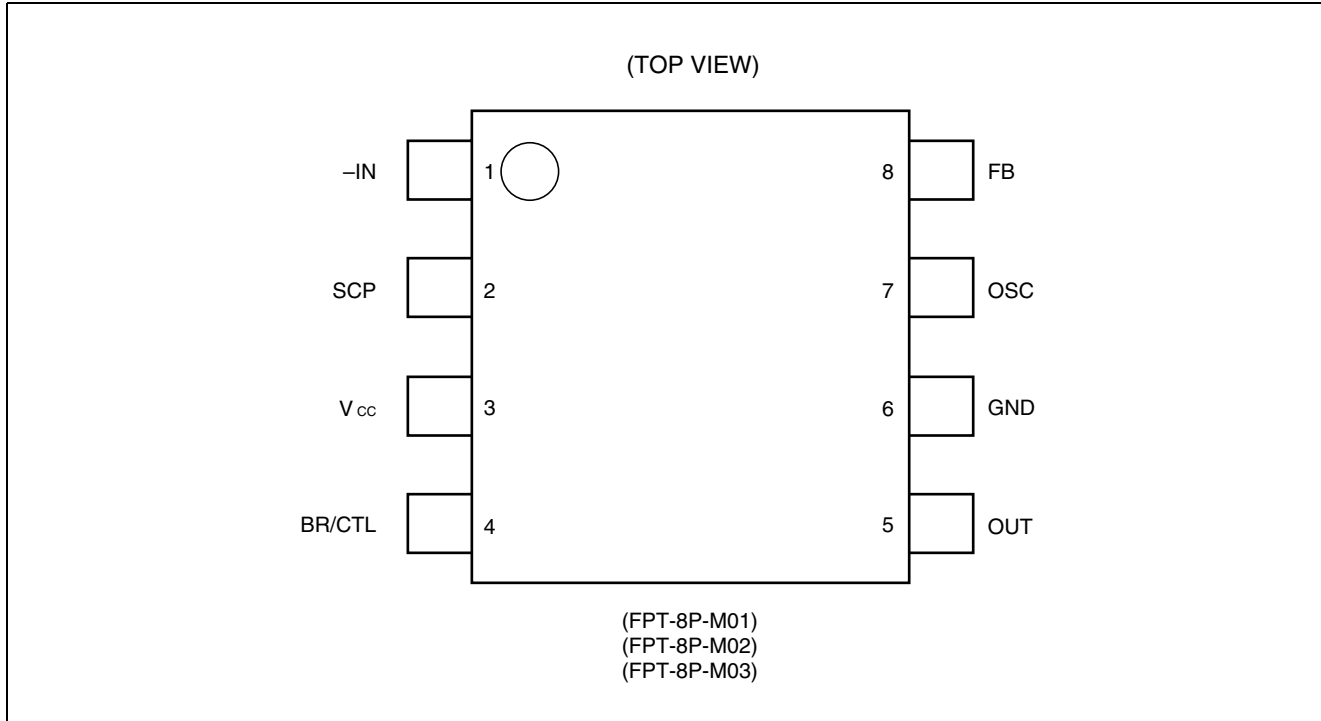 (TOP VIEW)
–IN 1 8 FB
SCP 2 7 OSC
Vcc 3 6 GND
BR/CTL 4 5 OUT
(FPT-8P-M01)
(FPT-8P-M02)
(FPT-8P-M03)